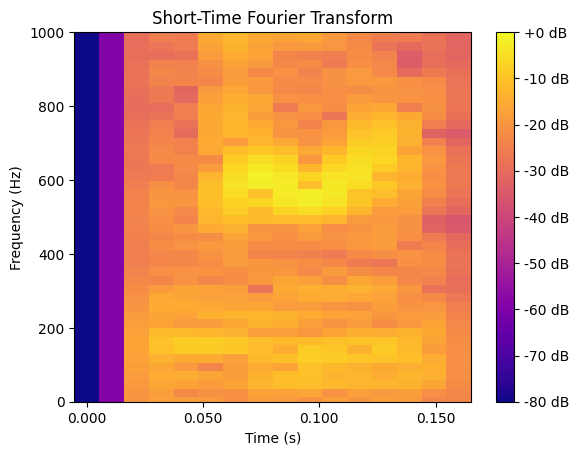 Short-Time Fourier Transform
1000
800
600
400
200
0
Frequency (Hz)
0.000
0.050
0.100
0.150
Time (s)
+0 dB
-10 dB
-20 dB
-30 dB
-40 dB
-50 dB
-60 dB
-70 dB
-80 dB